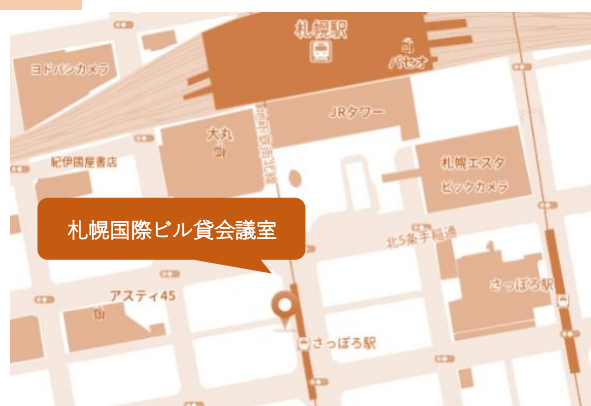 札幌駅
ヨドバシカメラ
パセオ
JRタワー
大丸
紀伊國屋書店
札幌エスタ
ビックカメラ
札幌国際ビル貸会議室
北5条手稲通
さっぽろ駅
アスティ45
さっぽろ駅